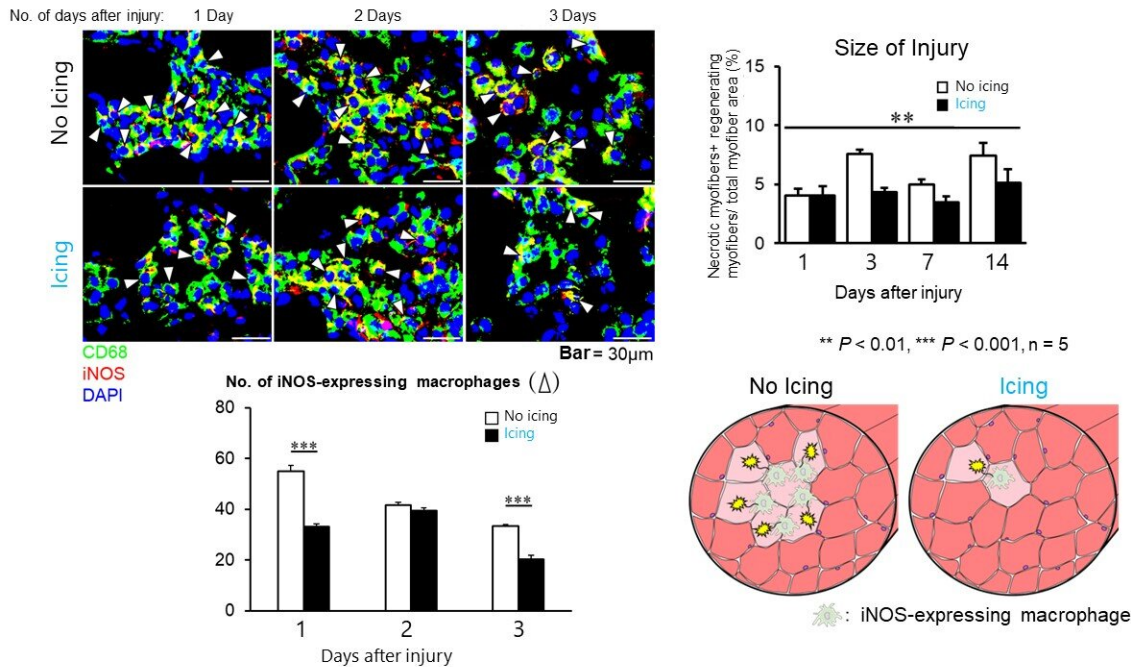 No. of days after injury: 1 Day 2 Days 3 Days
No Icing
Icing
CD68
iNOS
DAPI
Bar = 30µm
No. of iNOS-expressing macrophages (△)
80
60
40
20
0
No icing
Icing
***
***
1 2 3
Days after injury
Size of Injury
Necrotic myofibers+ regenerating
myofibers/ total myofiber area (%)
15
10
5
0
No icing
Icing
**
1 3 7 14
Days after injury
** P < 0.01, *** P < 0.001, n = 5
No Icing Icing
: iNOS-expressing macrophage